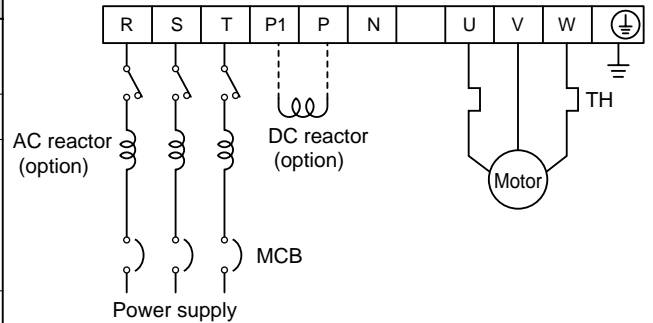 R S T P1 P N U V W
TH
AC reactor
(option)
DC reactor
(option)
Motor
MCB
Power supply